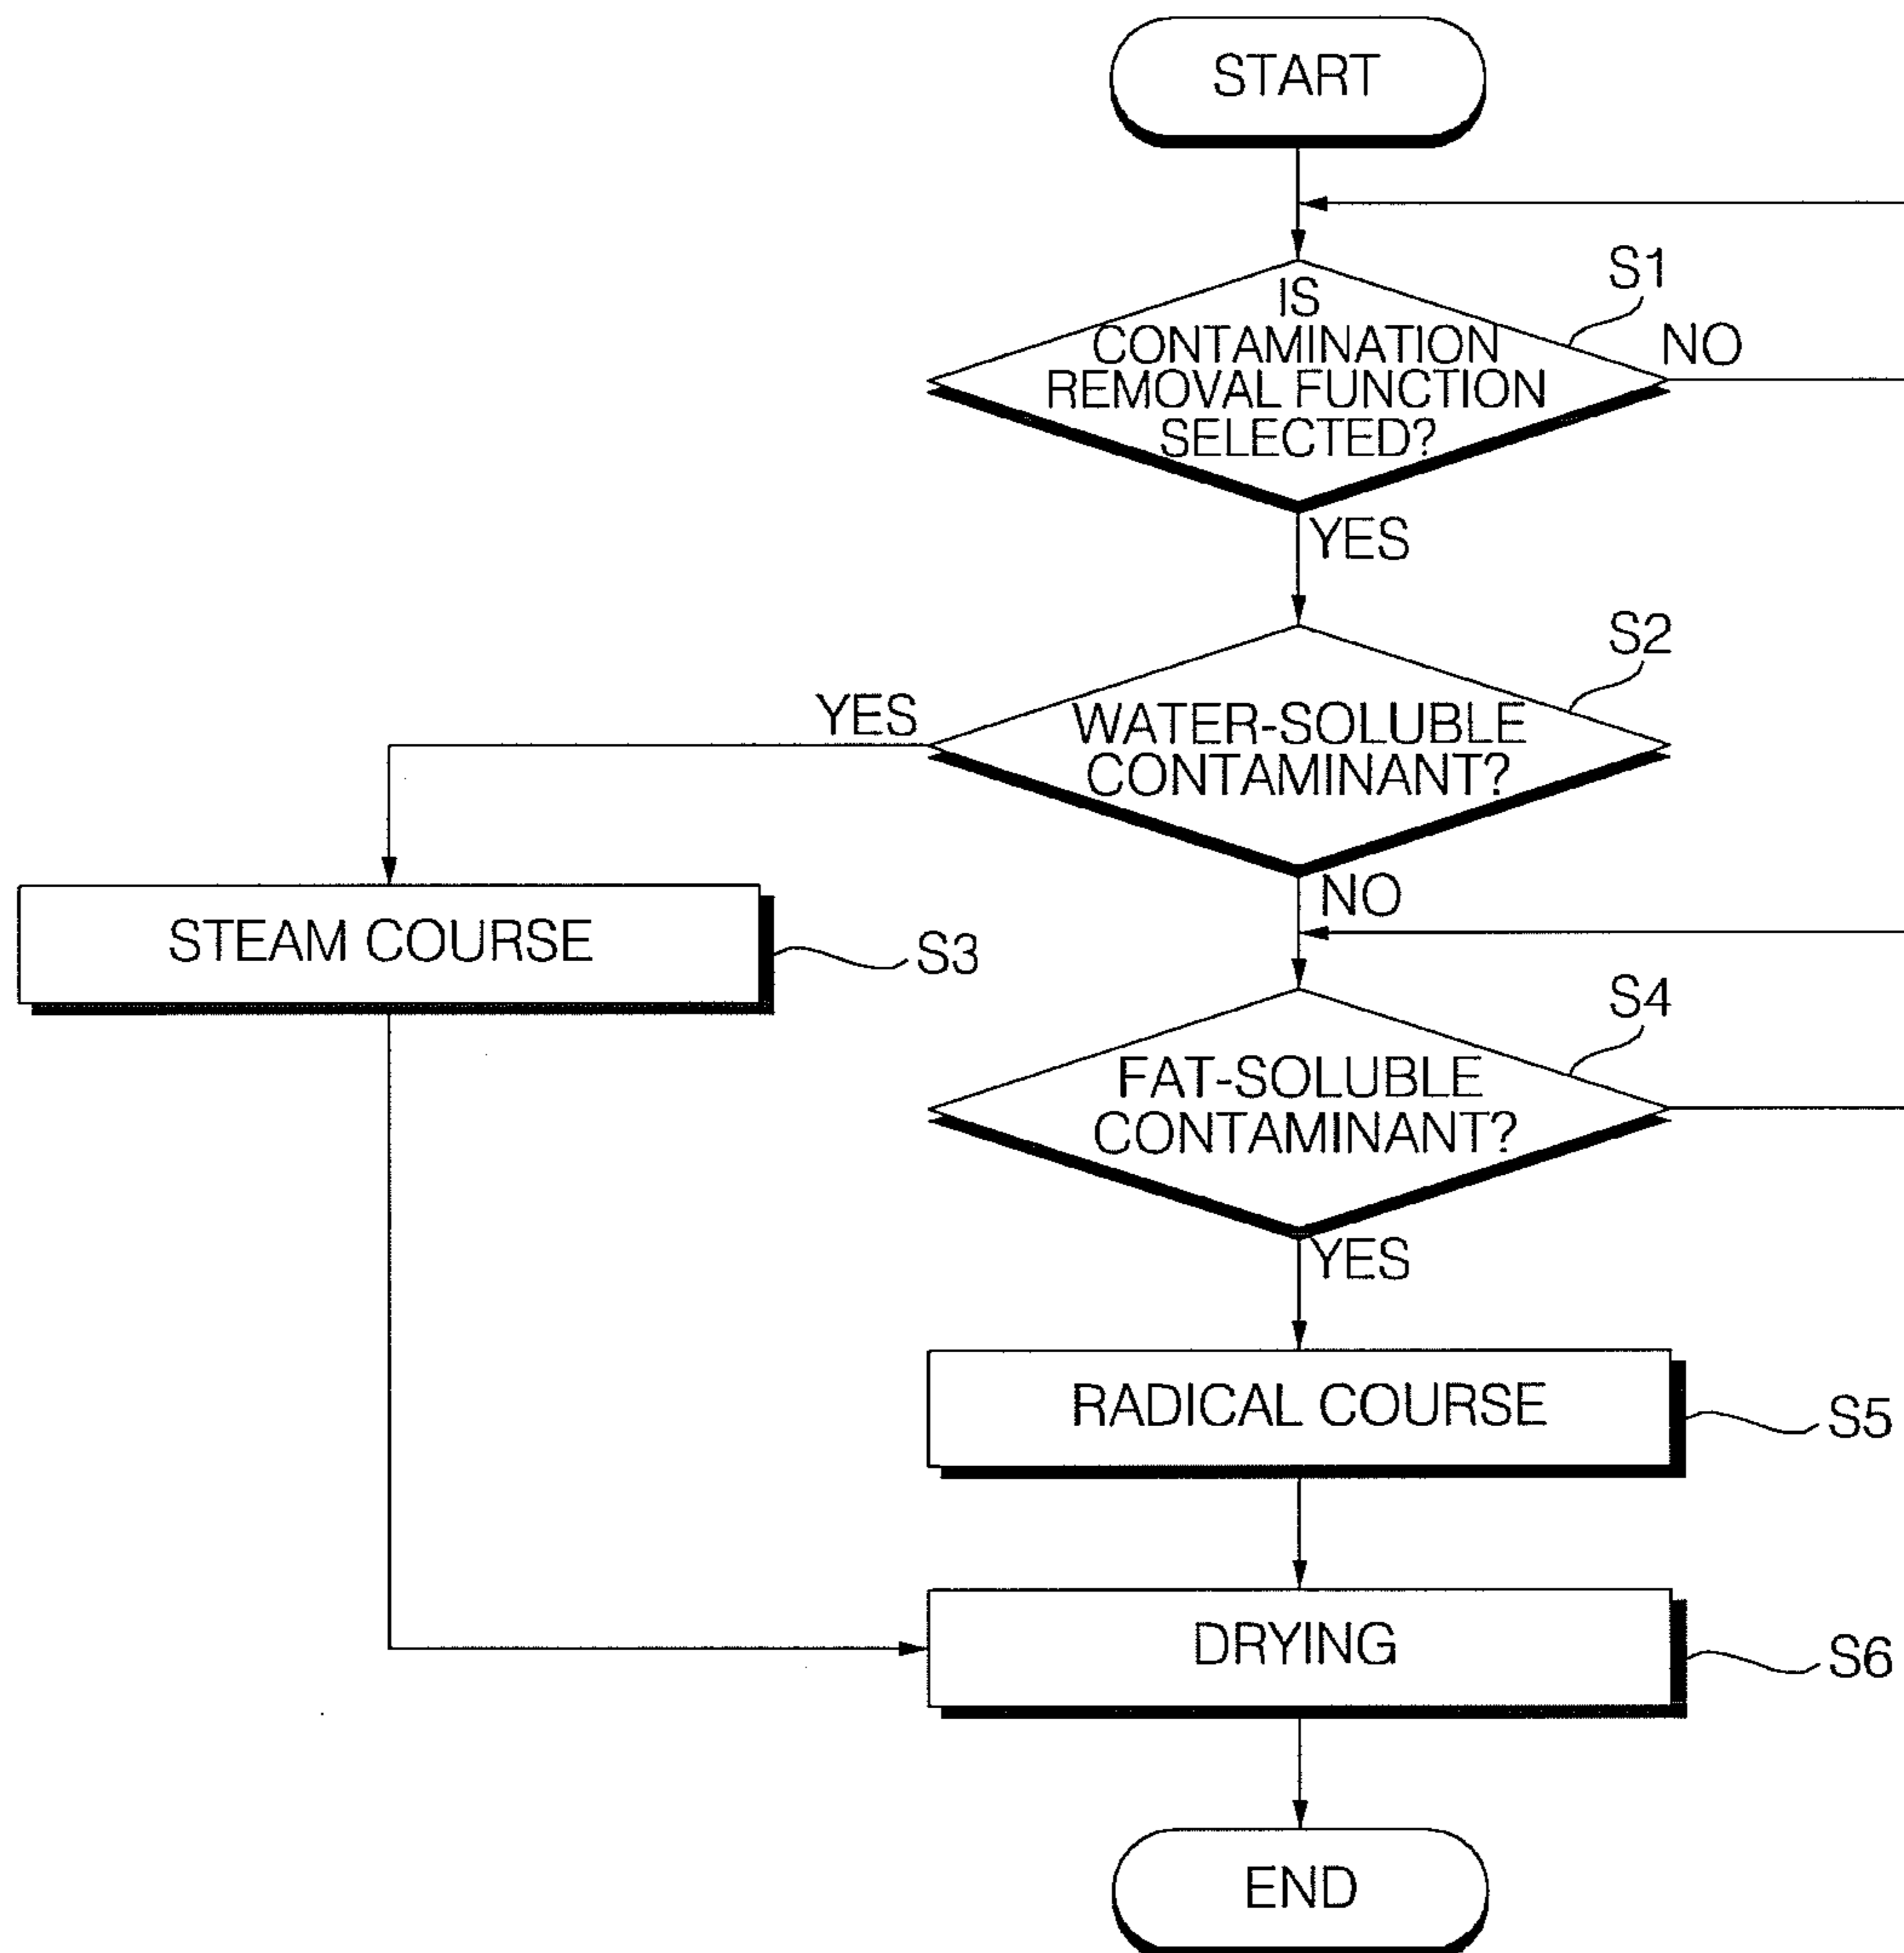 START
S1
IS
CONTAMINATION
REMOVAL FUNCTION
SELECTED?
NO
YES
S2
YES
WATER-SOLUBLE
CONTAMINANT?
NO
STEAM COURSE
S3
S4
FAT-SOLUBLE
CONTAMINANT?
YES
RADICAL COURSE
S5
DRYING
S6
END